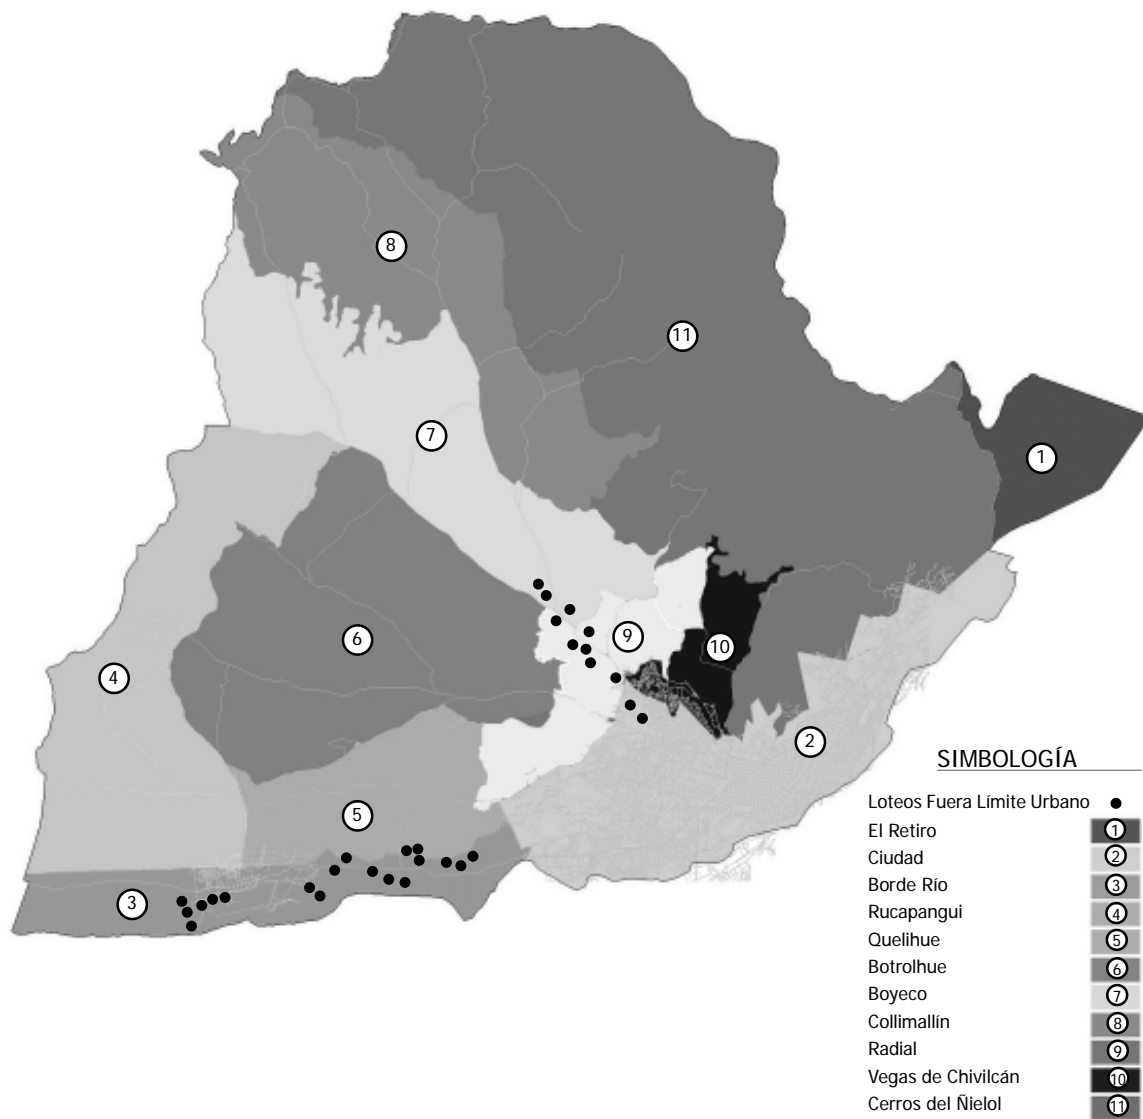 8
11
7
1
6
9
10
4
2
5
3
SIMBOLOGÍA
Loteos Fuera Límite Urbano
El Retiro 1
Ciudad 2
Borde Río 3
Rucapangui 4
Quelihue 5
Botrolhue 6
Boyeco 7
Collimallín 8
Radial 9
Vegas de Chivilcán 10
Cerros del Ñielol 11